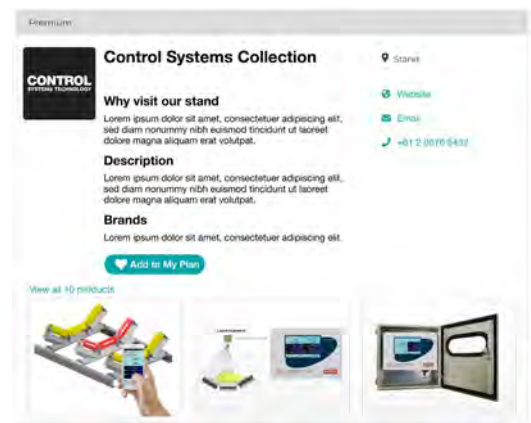 Premium
CONTROL
SYSTEMS TECHNOLOGY
Control Systems Collection
Stand
Website
Email
Why visit our stand
Lorem ipsum dolor sit amet, consectetuer adipiscing elit,
sed diam nonummy nibh euismod tincidunt ut laoreet
dolore magna aliquam erat volutpat.
Description
Lorem ipsum dolor sit amet, consectetuer adipiscing elit,
sed diam nonummy nibh euismod tincidunt ut laoreet
dolore magna aliquam erat volutpat.
Brands
Lorem ipsum dolor sit amet, consectetuer adipiscing elit
Add to My Plan
View all 10 products